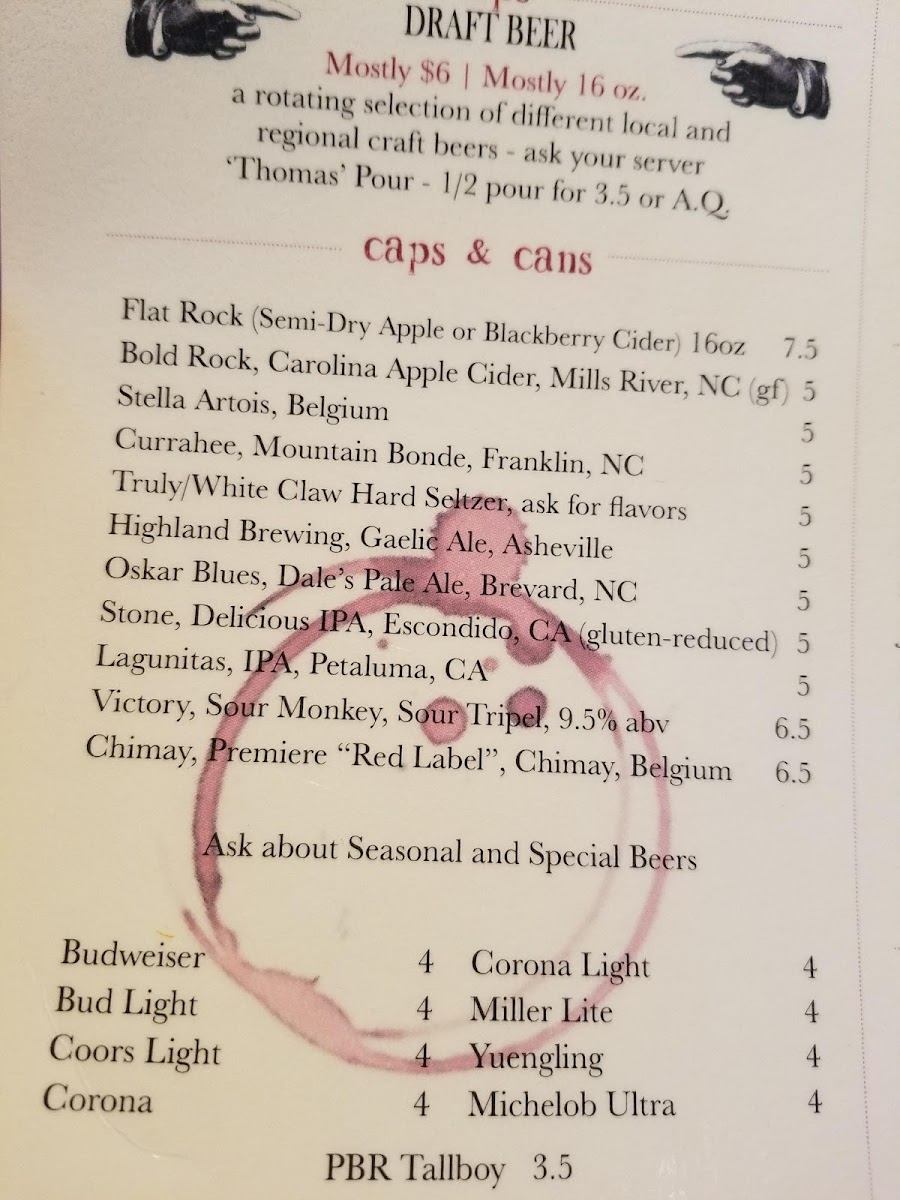 DRAFT BEER
Mostly $6 | Mostly 16 oz.
a rotating selection of different local and
regional craft beers - ask your server
‘Thomas’ Pour - 1/2 pour for 3.5 or A.Q.
caps & cans
Flat Rock (Semi-Dry Apple or Blackberry Cider) 16oz 7.5
Bold Rock, Carolina Apple Cider, Mills River, NC (gf) 5
Stella Artois, Belgium 5
Currahee, Mountain Bonde, Franklin, NC 5
Truly/White Claw Hard Seltzer, ask for flavors 5
Highland Brewing, Gaelic Ale, Asheville 5
Oskar Blues, Dale’s Pale Ale, Brevard, NC 5
Stone, Delicious IPA, Escondido, CA (gluten-reduced) 5
Lagunitas, IPA, Petaluma, CA 5
Victory, Sour Monkey, Sour Tripel, 9.5% abv 6.5
Chimay, Premiere “Red Label”, Chimay, Belgium 6.5
Ask about Seasonal and Special Beers
Budweiser 4 Corona Light 4
Bud Light 4 Miller Lite 4
Coors Light 4 Yuengling 4
Corona 4 Michelob Ultra 4
PBR Tallboy 3.5